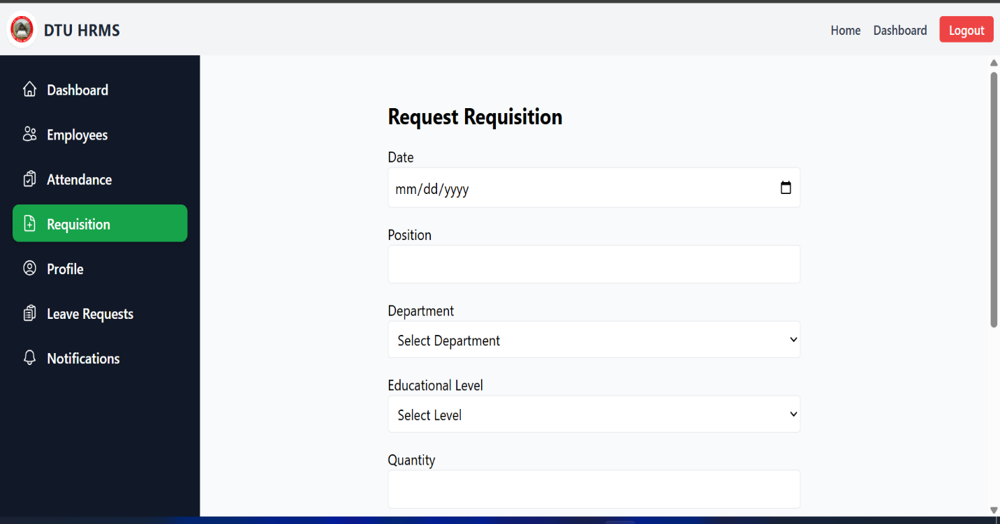 DTU HRMS
Home Dashboard Logout
Dashboard
Employees
Attendance
Requisition
Profile
Leave Requests
Notifications
Request Requisition
Date
mm/dd/yyyy
Position
Department
Select Department
Educational Level
Select Level
Quantity